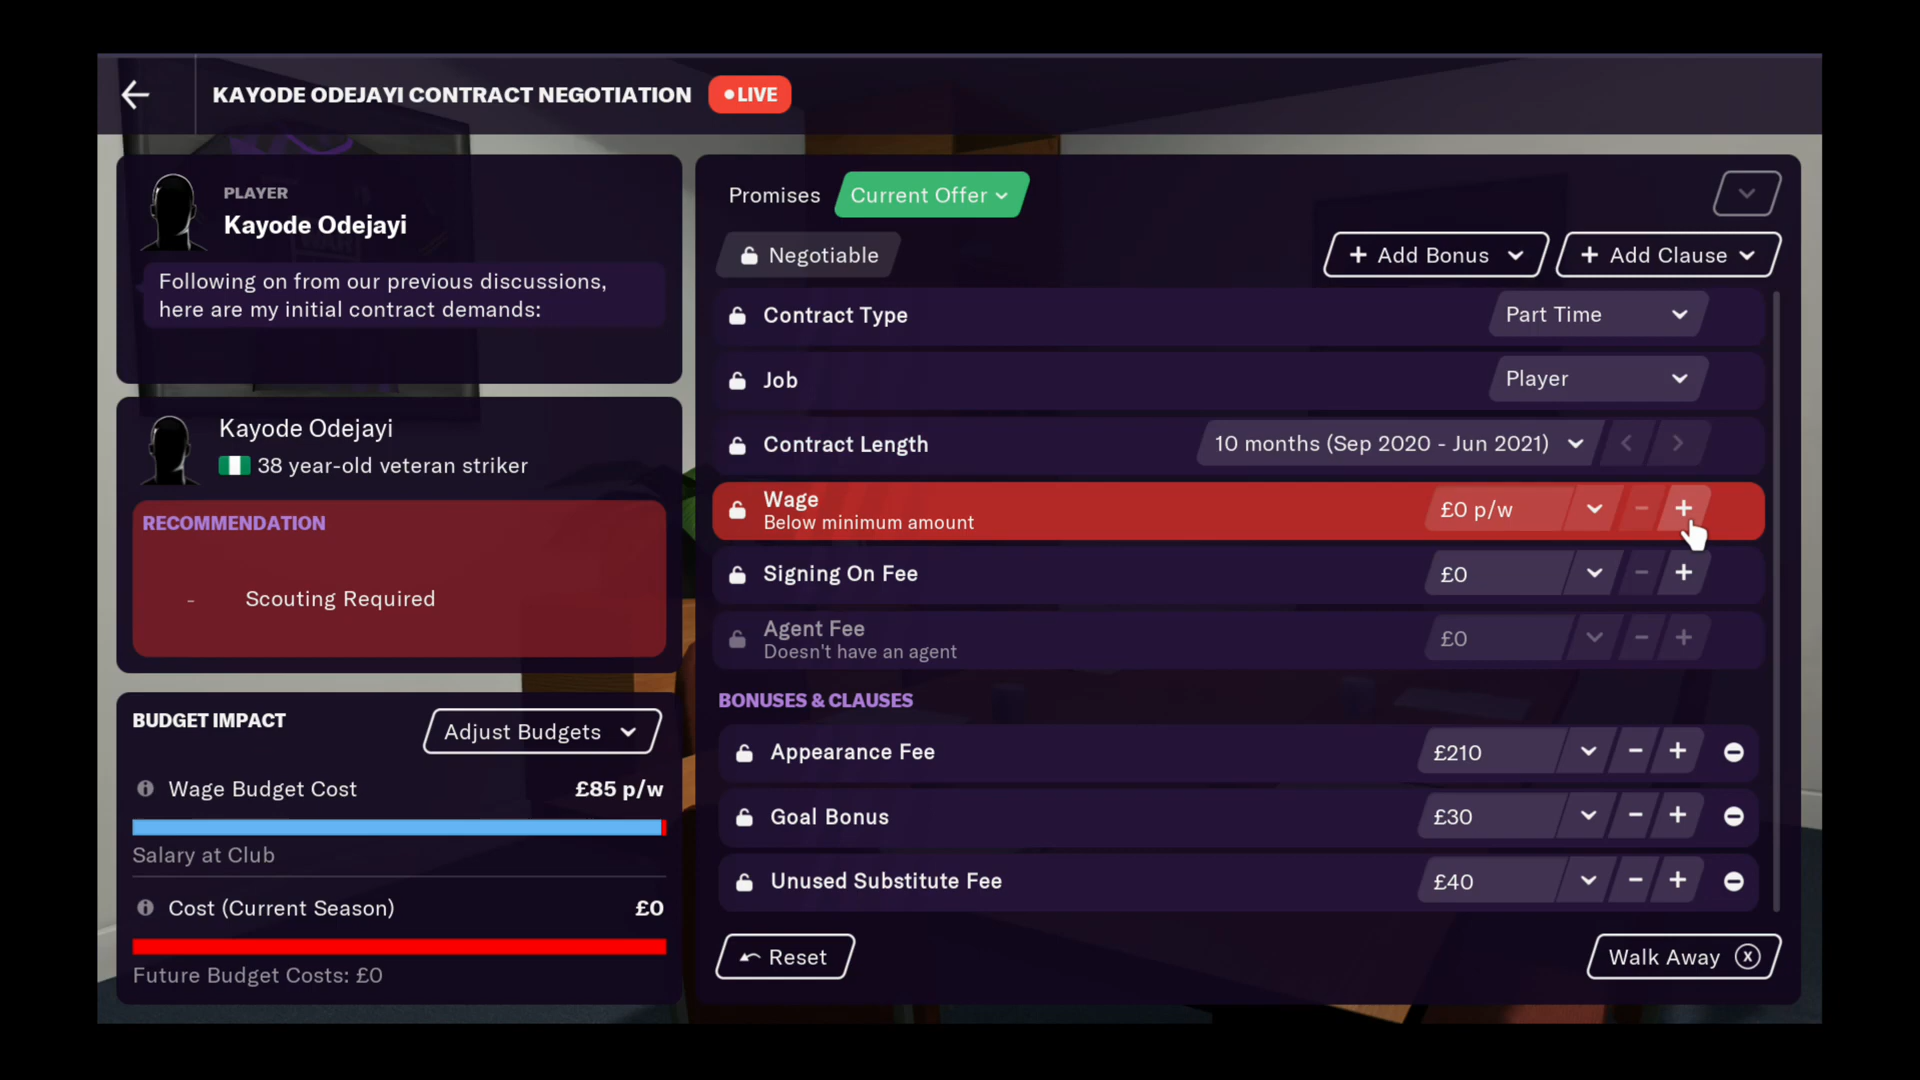 KAYODE ODEJAYI CONTRACT NEGOTIATION
LIVE
PLAYER
Kayode Odejayi
Following on from our previous discussions,
here are my initial contract demands:
Kayode Odejayi
38 year-old veteran striker
RECOMMENDATION
- Scouting Required
BUDGET IMPACT
Adjust Budgets
Wage Budget Cost £85 p/w
Salary at Club
Cost (Current Season) £0
Future Budget Costs: £0
Promises
Current Offer
Negotiable
+ Add Bonus
+ Add Clause
Contract Type Part Time
Job Player
Contract Length 10 months (Sep 2020 - Jun 2021)
Wage
Below minimum amount
£0 p/w
Signing On Fee £0
Agent Fee
Doesn't have an agent
£0
BONUSES & CLAUSES
Appearance Fee £210
Goal Bonus £30
Unused Substitute Fee £40
Reset
Walk Away X